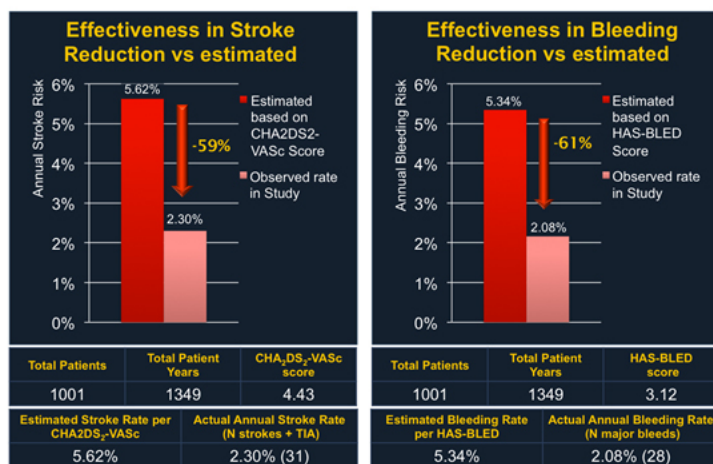 Effectiveness in Stroke
Reduction vs estimated
6%
5%
4%
3%
2%
1%
0%
Annual Stroke Risk
5.62%
-59%
2.30%
Estimated
based on
CHA2DS2-
VASc Score
Observed rate
in Study
Total Patients
Total Patient
Years
CHA₂DS₂-VASc
score
1001
1349
4.43
Estimated Stroke Rate per
CHA2DS₂-VASc
Actual Annual Stroke Rate
(N strokes + TIA)
5.62%
2.30% (31)
Effectiveness in Bleeding
Reduction vs estimated
6%
5%
4%
3%
2%
1%
0%
Annual Bleeding Risk
5.34%
-61%
2.08%
Estimated
based on
HAS-BLED
Score
Observed rate
in Study
Total Patients
Total Patient
Years
HAS-BLED
score
1001
1349
3.12
Estimated Bleeding Rate
per HAS-BLED
Actual Annual Bleeding Rate
(N major bleeds)
5.34%
2.08% (28)